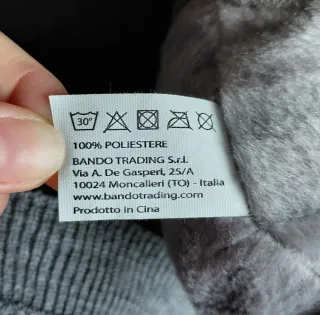 30°
100% POLIESTERE
BANDO TRADING S.r.l.
Via A. De Gasperi, 25/A
10024 Moncalieri (TO) - Italia
www.bandotrading.com
Prodotto in Cina